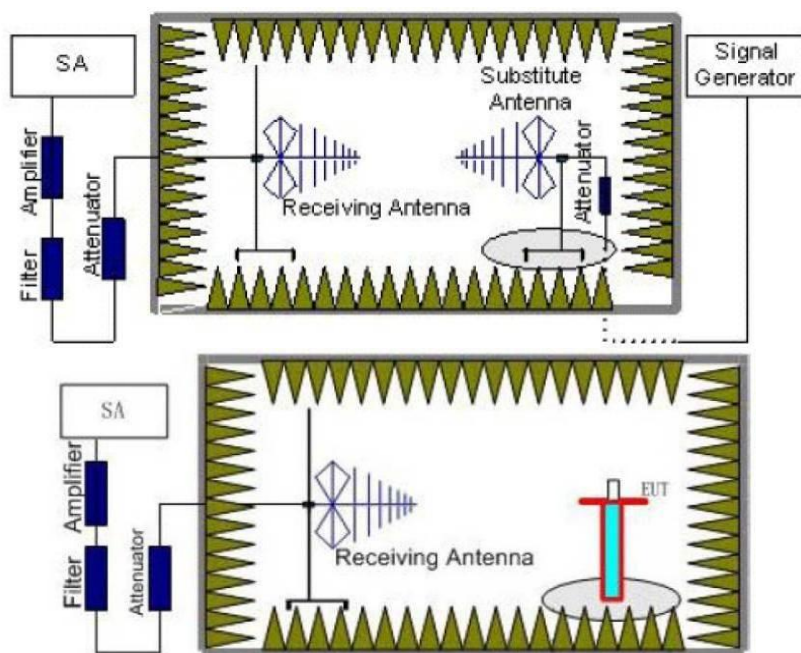 SA
Signal
Generator
Substitute
Antenna
Amplifier
Filter
Attenuator
Receiving Antenna
Attenuator
SA
Amplifier
Filter
Attenuator
Receiving Antenna
EUT